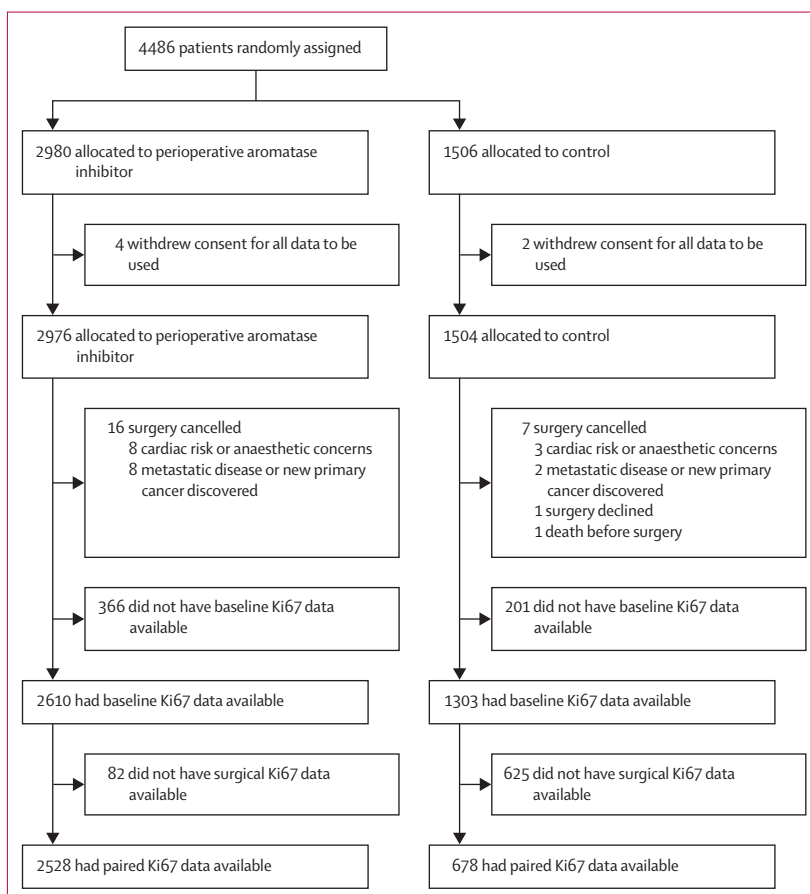 4486 patients randomly assigned
2980 allocated to perioperative aromatase
inhibitor
1506 allocated to control
4 withdrew consent for all data to be
used
2 withdrew consent for all data to be
used
2976 allocated to perioperative aromatase
inhibitor
1504 allocated to control
16 surgery cancelled
8 cardiac risk or anaesthetic concerns
8 metastatic disease or new primary
cancer discovered
7 surgery cancelled
3 cardiac risk or anaesthetic concerns
2 metastatic disease or new primary
cancer discovered
1 surgery declined
1 death before surgery
366 did not have baseline Ki67 data
available
201 did not have baseline Ki67 data
available
2610 had baseline Ki67 data available
1303 had baseline Ki67 data available
82 did not have surgical Ki67 data
available
625 did not have surgical Ki67 data
available
2528 had paired Ki67 data available
678 had paired Ki67 data available